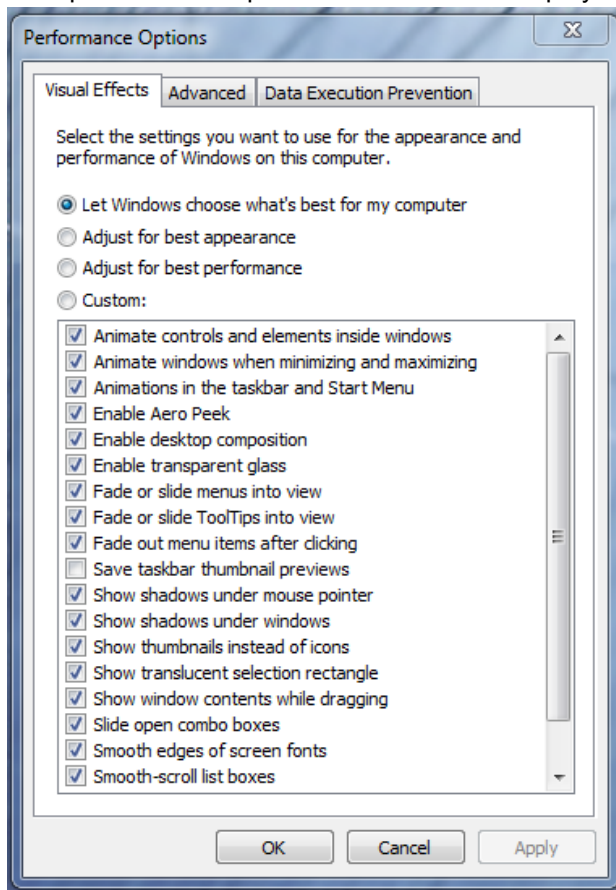 Performance Options
Visual Effects Advanced Data Execution Prevention
Select the settings you want to use for the appearance and
performance of Windows on this computer.
Let Windows choose what's best for my computer
Adjust for best appearance
Adjust for best performance
Custom:
Animate controls and elements inside windows
Animate windows when minimizing and maximizing
Animations in the taskbar and Start Menu
Enable Aero Peek
Enable desktop composition
Enable transparent glass
Fade or slide menus into view
Fade or slide ToolTips into view
Fade out menu items after clicking
Save taskbar thumbnail previews
Show shadows under mouse pointer
Show shadows under windows
Show thumbnails instead of icons
Show translucent selection rectangle
Show window contents while dragging
Slide open combo boxes
Smooth edges of screen fonts
Smooth-scroll list boxes
OK Cancel Apply